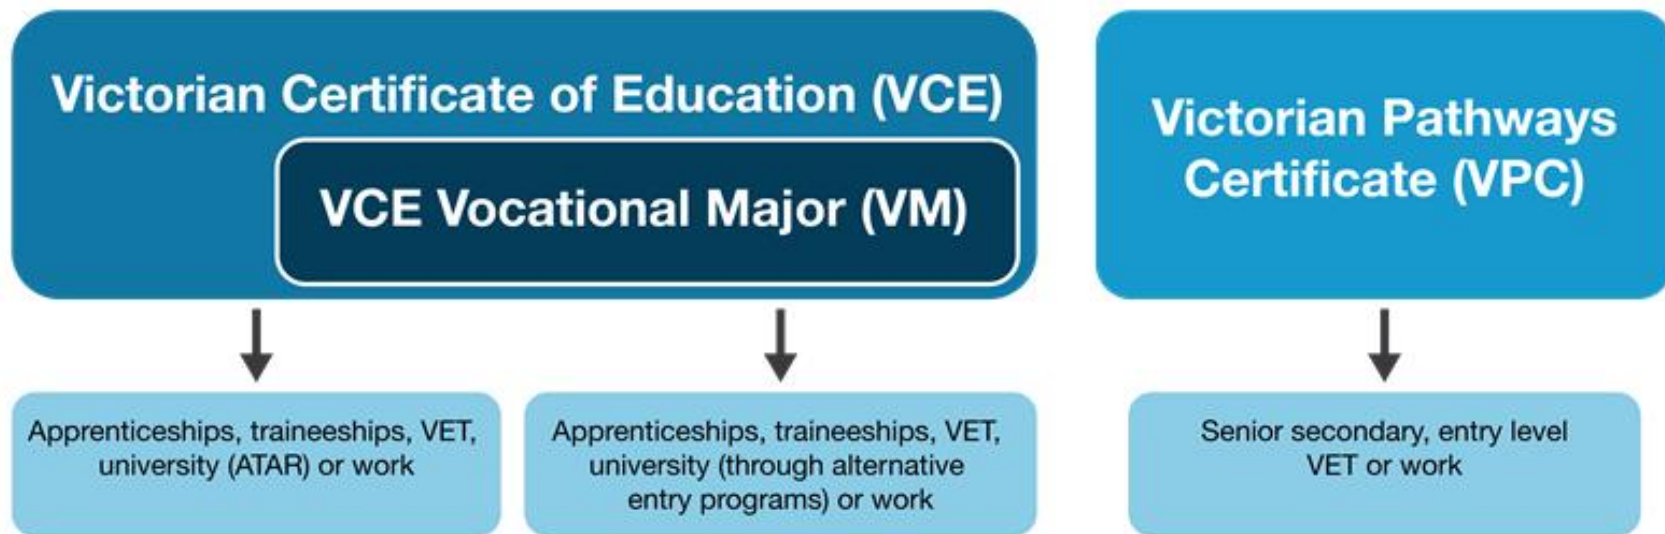 Victorian Certificate of Education (VCE)
VCE Vocational Major (VM)
Victorian Pathways
Certificate (VPC)
Apprenticeships, traineeships, VET,
university (ATAR) or work
Apprenticeships, traineeships, VET,
university (through alternative
entry programs) or work
Senior secondary, entry level
VET or work